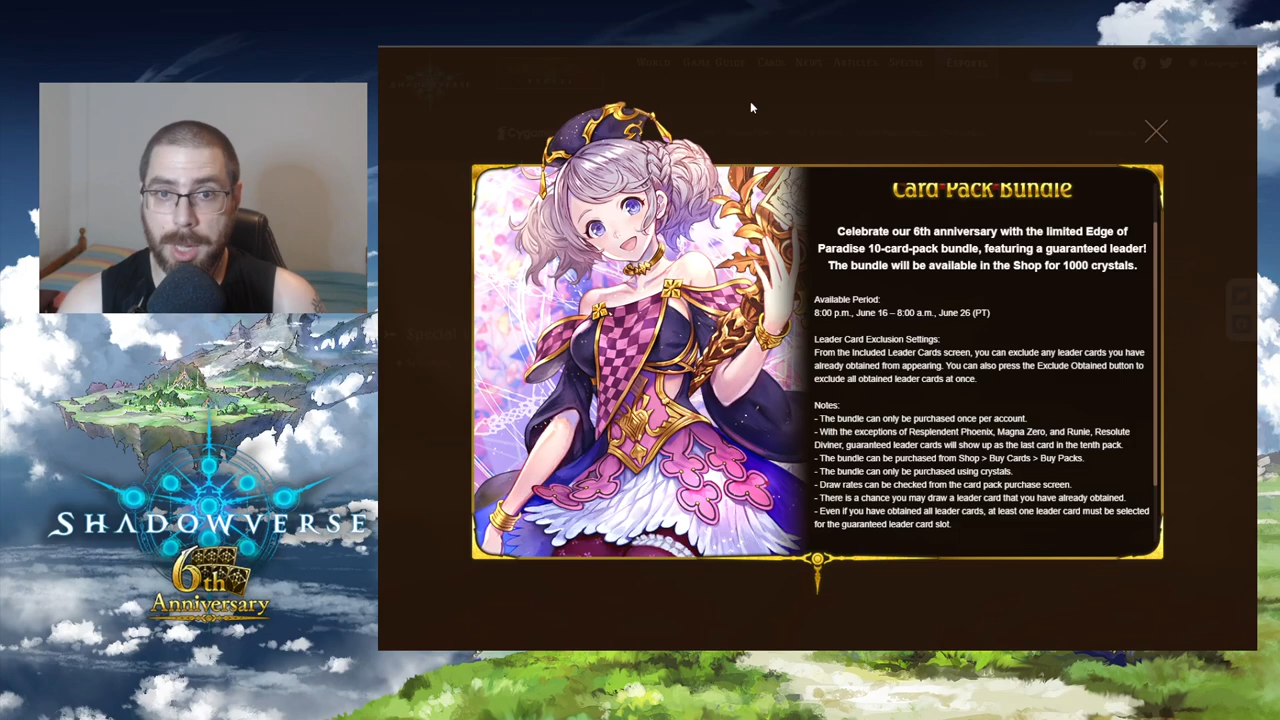 WORLD GAME GUIDE CARDS NEWS ARTICLES SPECIAL ESPORTS
Card Pack Bundle
Celebrate our 6th anniversary with the limited Edge of
Paradise 10-card-pack bundle, featuring a guaranteed leader!
The bundle will be available in the Shop for 1000 crystals.
Available Period:
8:00 p.m., June 16 – 8:00 a.m., June 26 (PT)
Leader Card Exclusion Settings:
From the Included Leader Cards screen, you can exclude any leader cards you have
already obtained from appearing. You can also press the Exclude Obtained button to
exclude all obtained leader cards at once.
Notes:
- The bundle can only be purchased once per account.
- With the exceptions of Resplendent Phoenix, Magna Zero, and Runie, Resolute
Diviner, guaranteed leader cards will show up as the last card in the tenth pack.
- The bundle can be purchased from Shop > Buy Cards > Buy Packs.
- The bundle can only be purchased using crystals.
- Draw rates can be checked from the card pack purchase screen.
- There is a chance you may draw a leader card that you have already obtained.
- Even if you have obtained all leader cards, at least one leader card must be selected
for the guaranteed leader card slot.
Special
SHADOWVERSE
6th
Anniversary